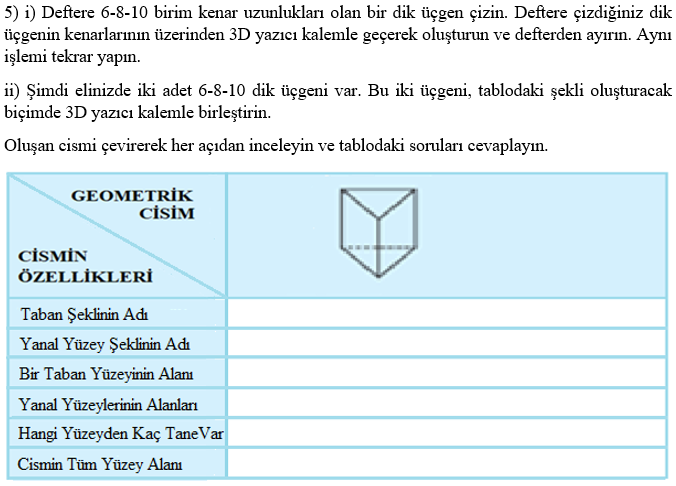 5) i) Deftere 6-8-10 birim kenar uzunlukları olan bir dik üçgen çizin. Deftere çizdiğiniz dik
üçgenin kenarlarının üzerinden 3D yazıcı kalemle geçerek oluşturun ve defterden ayırın. Aynı
işlemi tekrar yapın.
ii) Şimdi elinizde iki adet 6-8-10 dik üçgeni var. Bu iki üçgeni, tablodaki şekli oluşturacak
biçimde 3D yazıcı kalemle birleştirin.
Oluşan cismi çevirerek her açıdan inceleyin ve tablodaki soruları cevaplayın.
GEOMETRİK
CİSİM
CİSMİN
ÖZELLİKLERİ
Taban Şeklinin Adı
Yanal Yüzey Şeklinin Adı
Bir Taban Yüzeyinin Alanı
Yanal Yüzeylerinin Alanları
Hangi Yüzeyden Kaç TaneVar
Cismin Tüm Yüzey Alanı